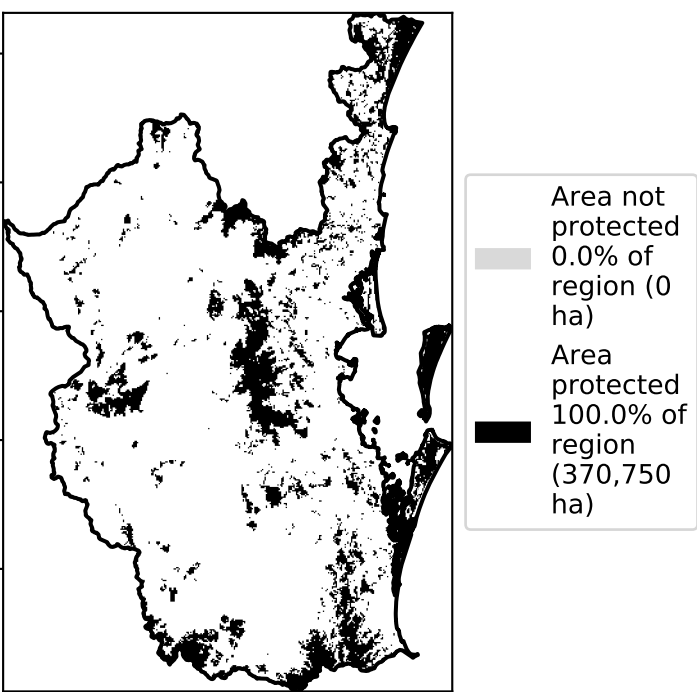 Area not
protected
0.0% of
region (0
ha)
Area
protected
100.0% of
region
(370,750
ha)